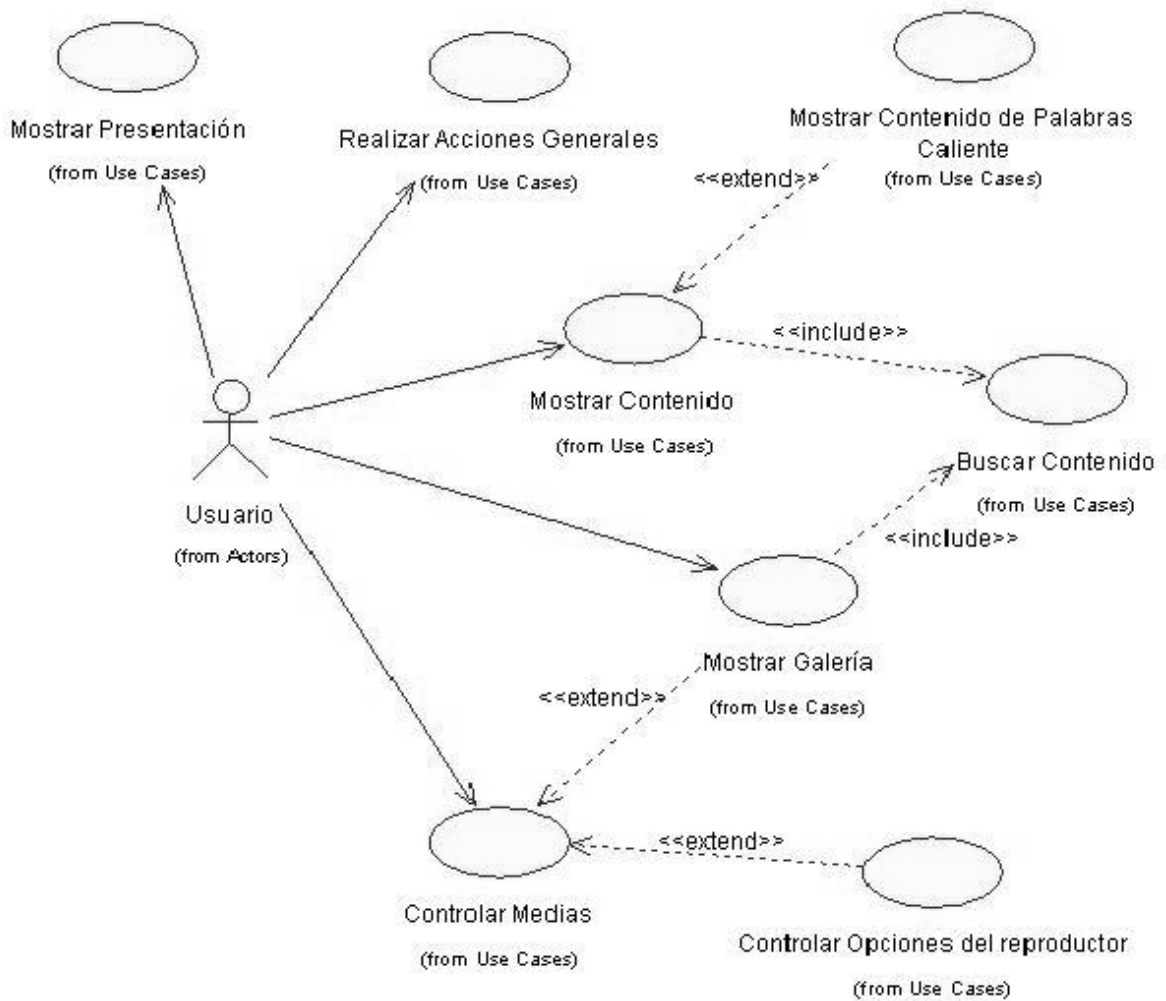 Mostrar Presentación
(from Use Cases)
Realizar Acciones Generales
(from Use Cases)
Mostrar Contenido de Palabras
Caliente
(from Use Cases)
<<extend>>
<<include>>
Mostrar Contenido
(from Use Cases)
Buscar Contenido
(from Use Cases)
<<include>>
Usuario
(from Actors)
Mostrar Galería
(from Use Cases)
<<extend>>
<<extend>>
Controlar Medias
(from Use Cases)
Controlar Opciones del reproductor
(from Use Cases)